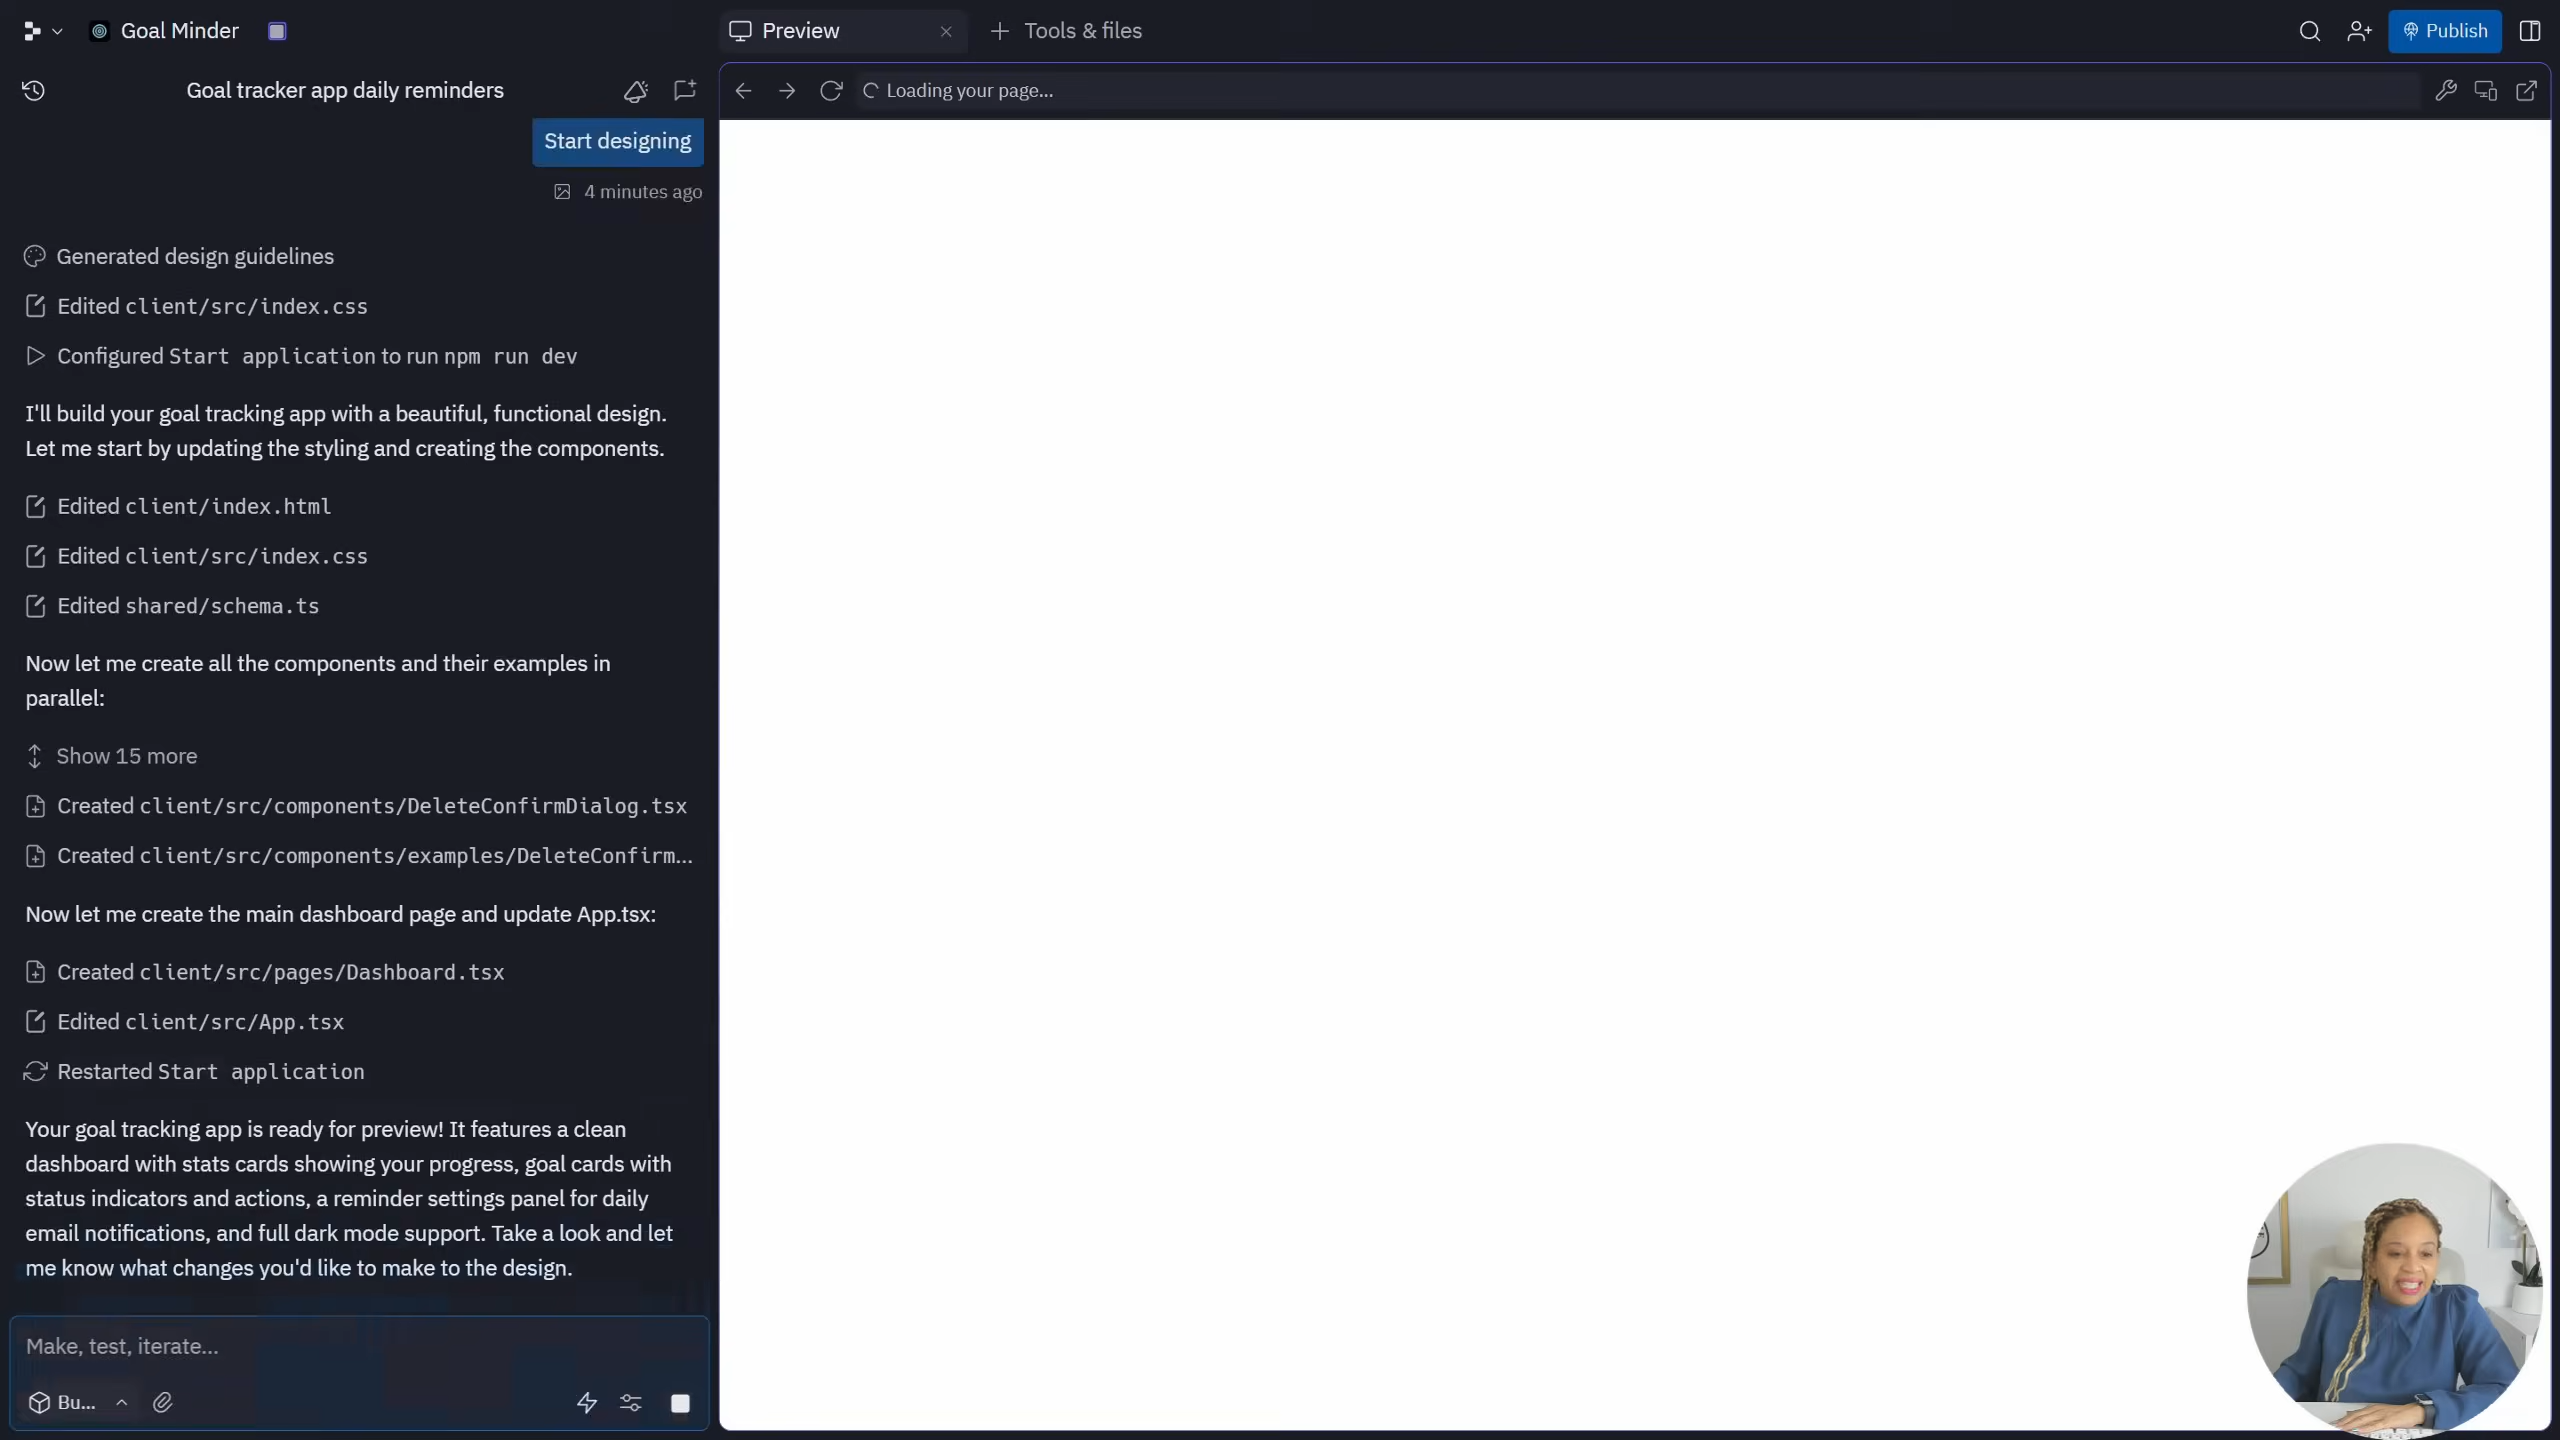 Goal Minder
Preview
Tools & files
Publish
Goal tracker app daily reminders
Loading your page...
Start designing
4 minutes ago
Generated design guidelines
Edited client/src/index.css
Configured Start application to run npm run dev
I'll build your goal tracking app with a beautiful, functional design.
Let me start by updating the styling and creating the components.
Edited client/index.html
Edited client/src/index.css
Edited shared/schema.ts
Now let me create all the components and their examples in
parallel:
Show 15 more
Created client/src/components/DeleteConfirmDialog.tsx
Created client/src/components/examples/DeleteConfirm...
Now let me create the main dashboard page and update App.tsx:
Created client/src/pages/Dashboard.tsx
Edited client/src/App.tsx
Restarted Start application
Your goal tracking app is ready for preview! It features a clean
dashboard with stats cards showing your progress, goal cards with
status indicators and actions, a reminder settings panel for daily
email notifications, and full dark mode support. Take a look and let
me know what changes you'd like to make to the design.
Make, test, iterate...
Bu...